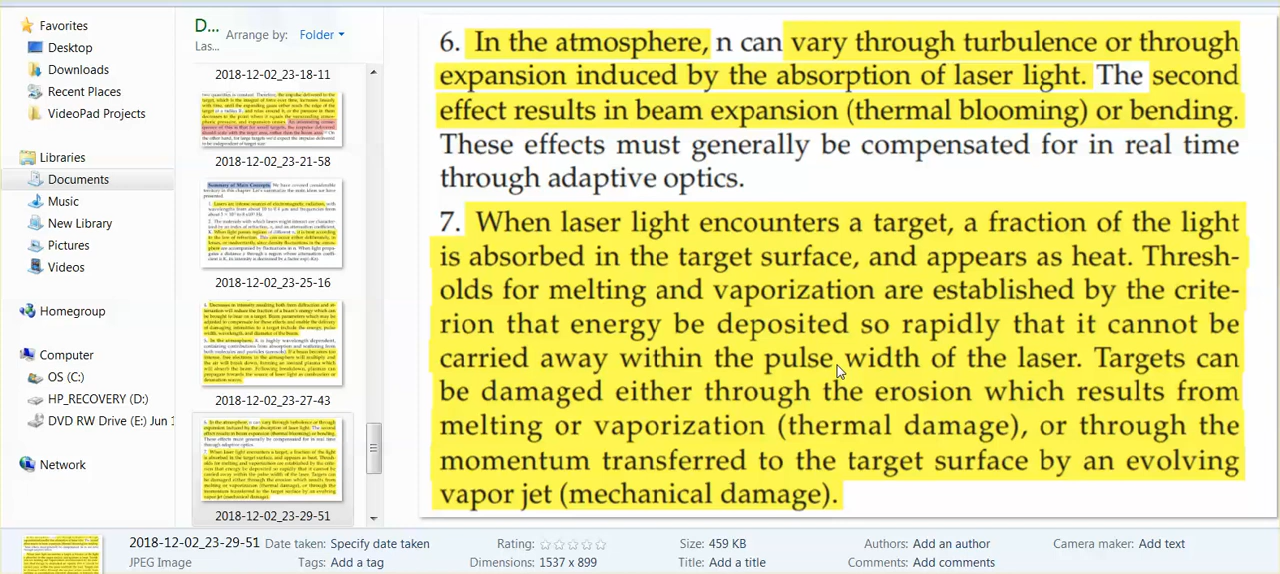 Favorites
Desktop
Downloads
Recent Places
VideoPad Projects
Libraries
Documents
Music
New Library
Pictures
Videos
Homegroup
Computer
OS (C:)
HP_RECOVERY (D:)
DVD RW Drive (E:) Jun 1
Network
D...
Las...
Arrange by: Folder
2018-12-02_23-18-11
2018-12-02_23-21-58
2018-12-02_23-25-16
2018-12-02_23-27-43
2018-12-02_23-29-51
6. In the atmosphere, n can vary through turbulence or through
expansion induced by the absorption of laser light. The second
effect results in beam expansion (thermal blooming) or bending.
These effects must generally be compensated for in real time
through adaptive optics.
7. When laser light encounters a target, a fraction of the light
is absorbed in the target surface, and appears as heat. Thresh-
olds for melting and vaporization are established by the crite-
rion that energy be deposited so rapidly that it cannot be
carried away within the pulse width of the laser. Targets can
be damaged either through the erosion which results from
melting or vaporization (thermal damage), or through the
momentum transferred to the target surface by an evolving
vapor jet (mechanical damage).
2018-12-02_23-29-51 Date taken: Specify date taken Rating: Size: 459 KB Authors: Add an author Camera maker: Add text
JPEG Image Tags: Add a tag Dimensions: 1537 x 899 Title: Add a title Comments: Add comments